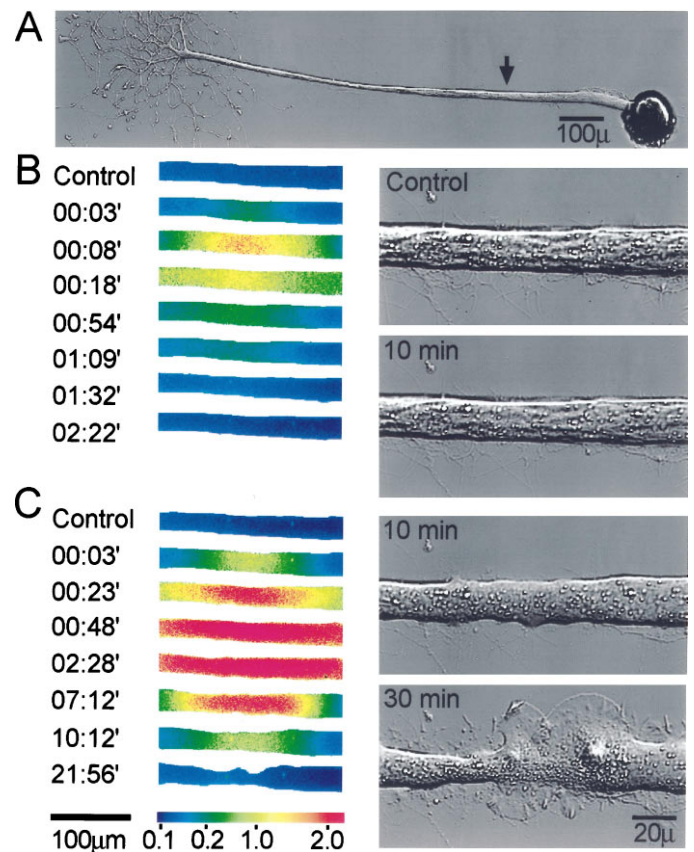 A
100µ
B
Control
00:03'
00:08'
00:18'
00:54'
01:09'
01:32'
02:22'
Control
10 min
C
Control
00:03'
00:23'
00:48'
02:28'
07:12'
10:12'
21:56'
100µm
0.1 0.2 1.0 2.0
10 min
30 min
20µ